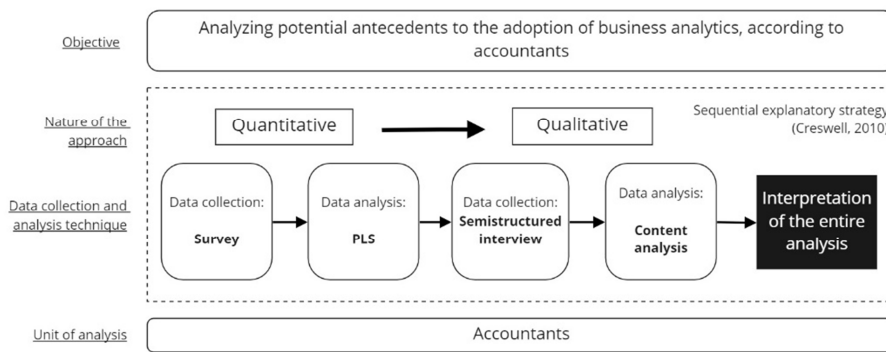 Objective
Analyzing potential antecedents to the adoption of business analytics, according to
accountants
Nature of the
approach
Quantitative
Qualitative
Sequential explanatory strategy
(Creswell, 2010)
Data collection and
analysis technique
Data collection:
Survey
Data analysis:
PLS
Data collection:
Semistructured
interview
Data analysis:
Content
analysis
Interpretation
of the entire
analysis
Unit of analysis
Accountants